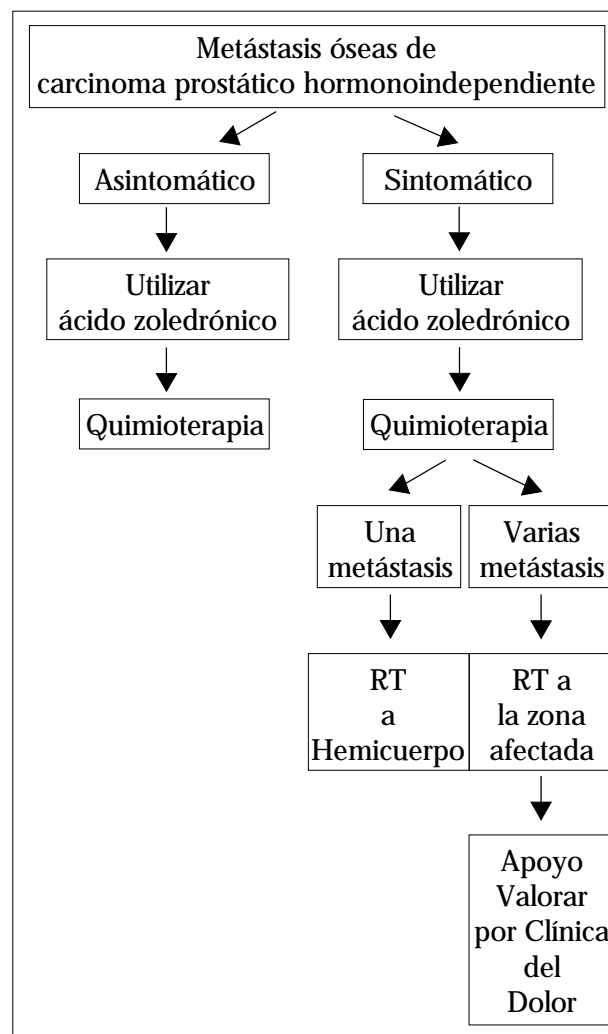 Metástasis óseas de
carcinoma prostático hormonoindependiente
Asintomático
Sintomático
Utilizar
ácido zoledrónico
Utilizar
ácido zoledrónico
Quimioterapia
Quimioterapia
Una
metástasis
Varias
metástasis
RT
a
Hemicuerpo
RT a
la zona
afectada
Apoyo
Valorar
por Clínica
del
Dolor